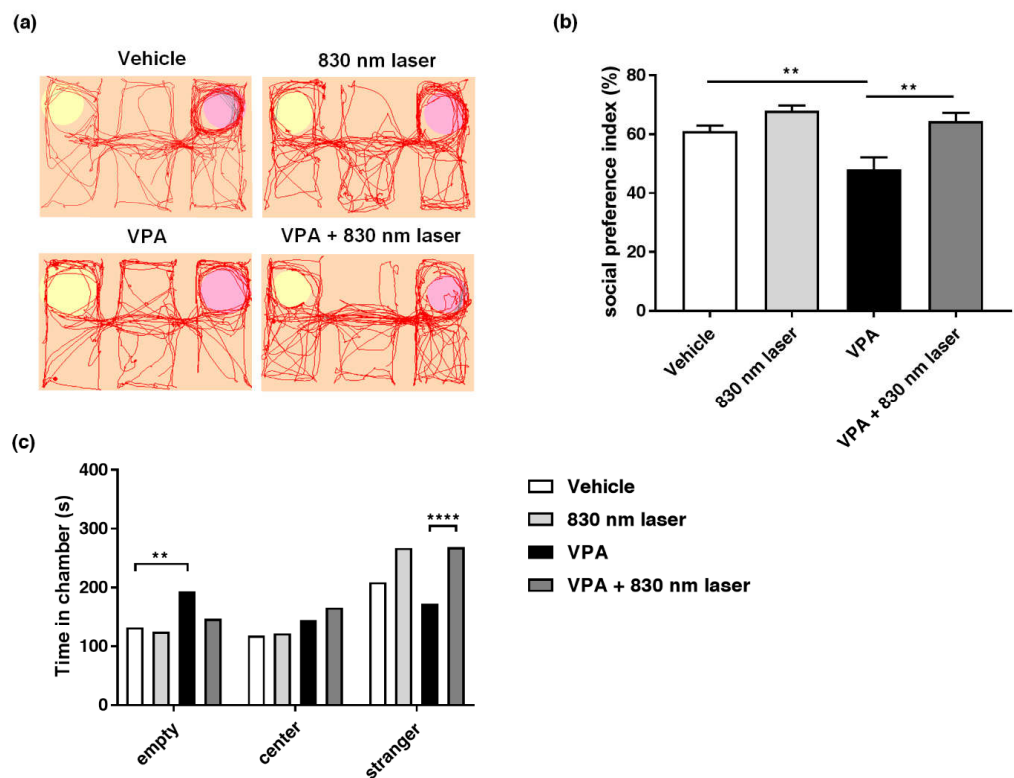 (a)
Vehicle
830 nm laser
VPA
VPA + 830 nm laser
(b)
social preference index (%)
80
60
40
20
0
**
**
Vehicle
830 nm laser
VPA
VPA + 830 nm laser
(c)
Time in chamber (s)
400
300
200
100
0
**
****
empty
center
stranger
Vehicle
830 nm laser
VPA
VPA + 830 nm laser